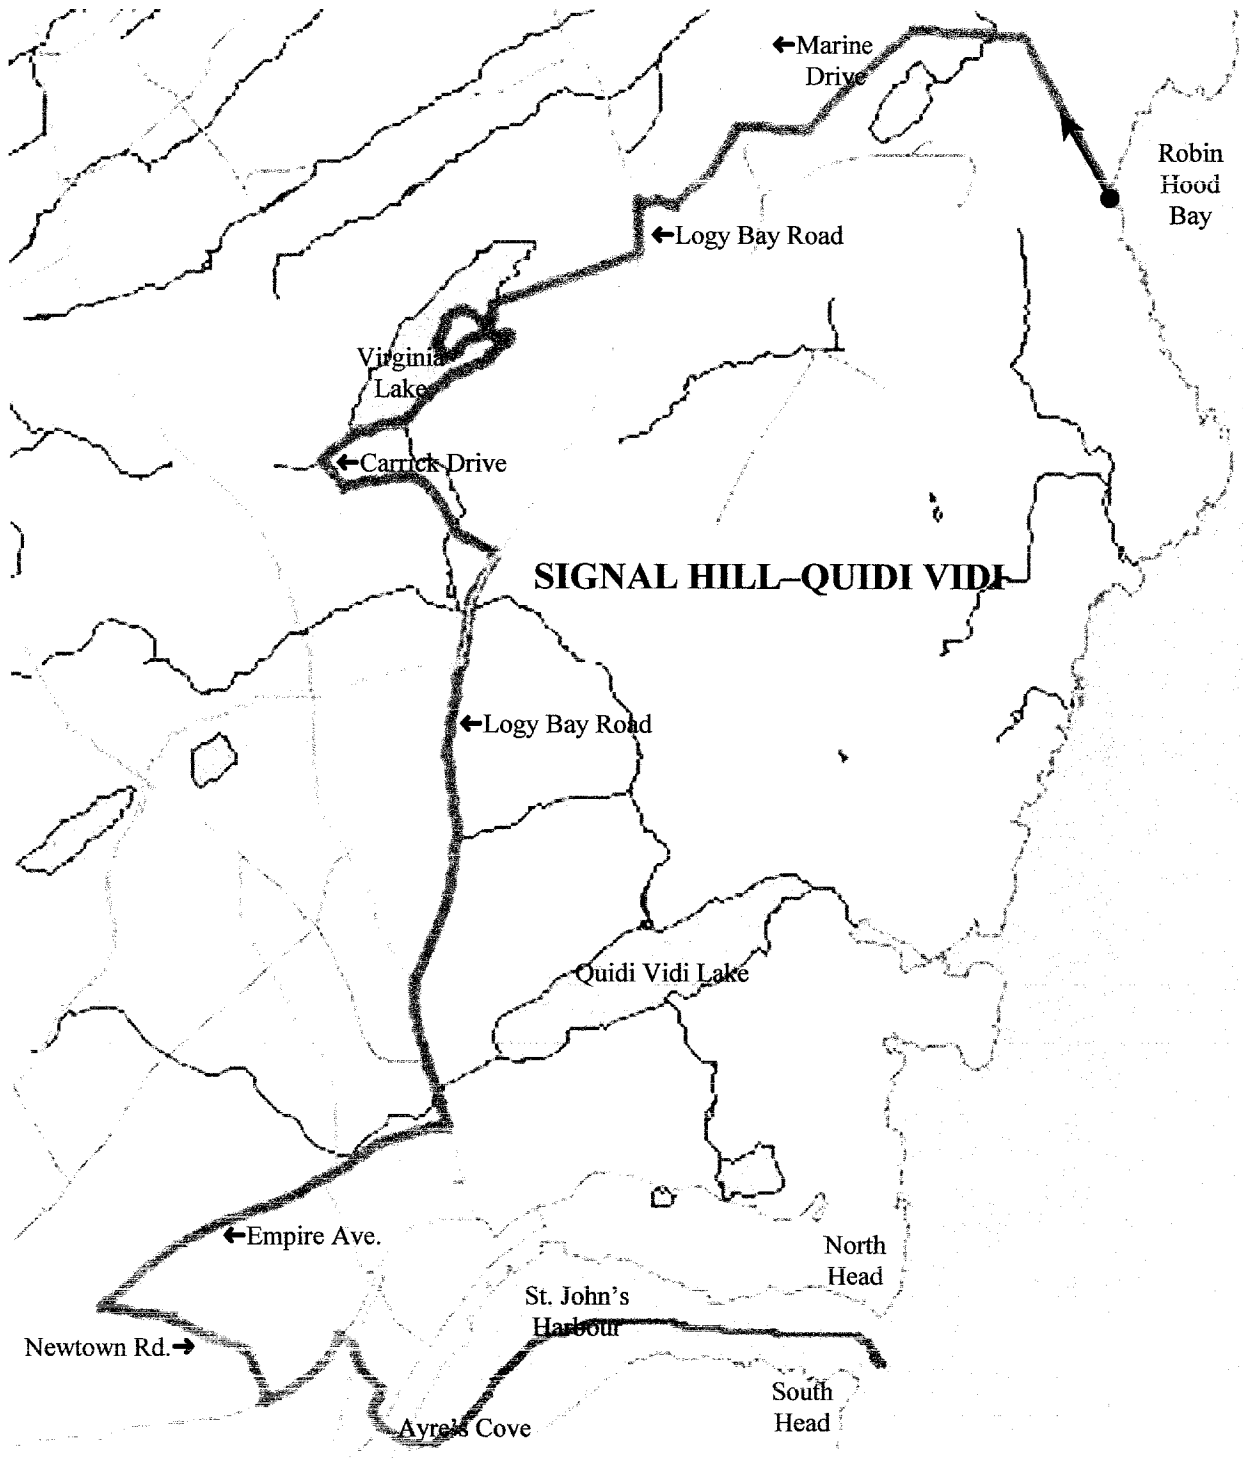 ←Marine
Drive
Robin
Hood
Bay
←Logy Bay Road
Virginia
Lake
←Carrick Drive
SIGNAL HILL–QUIDI VIDI
←Logy Bay Road
Quidi Vidi Lake
←Empire Ave.
North
Head
St. John's
Harbour
Newtown Rd.→
South
Head
Ayre's Cove